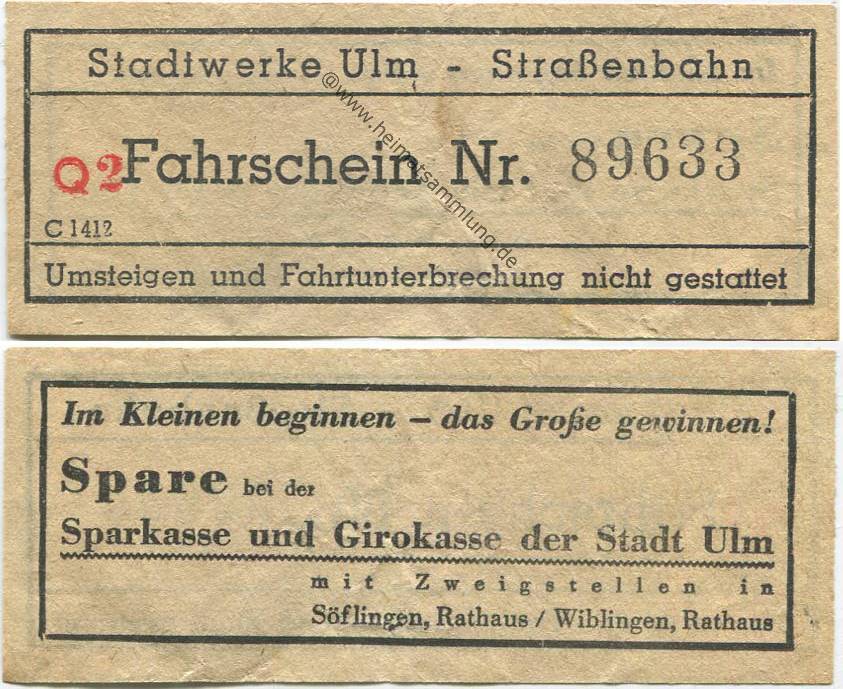 Stadtwerke Ulm - Straßenbahn
Q2 Fahrschein Nr. 89633
C 1412
Umsteigen und Fahrtunterbrechung nicht gestattet
@www.heimatsammlung.de
Im Kleinen beginnen – das Große gewinnen!
Spare bei der
Sparkasse und Girokasse der Stadt Ulm
mit Zweigstellen in
Söflingen, Rathaus / Wiblingen, Rathaus